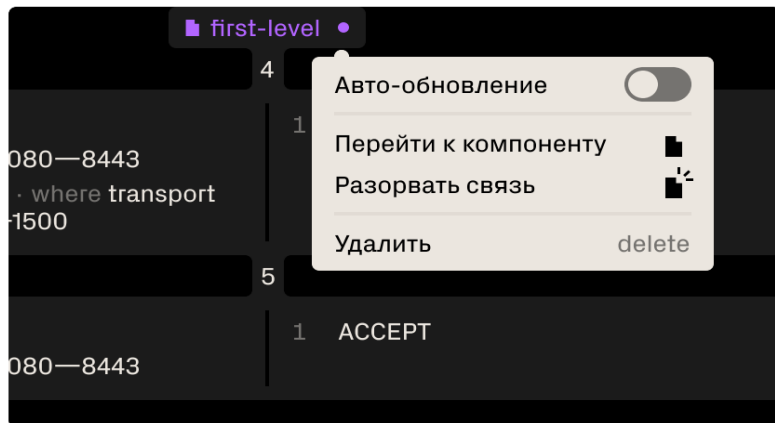 first-level
4
Авто-обновление
1
080—8443
Перейти к компоненту
· where transport
Разорвать связь
-1500
Удалить delete
5
1 ACCEPT
080—8443